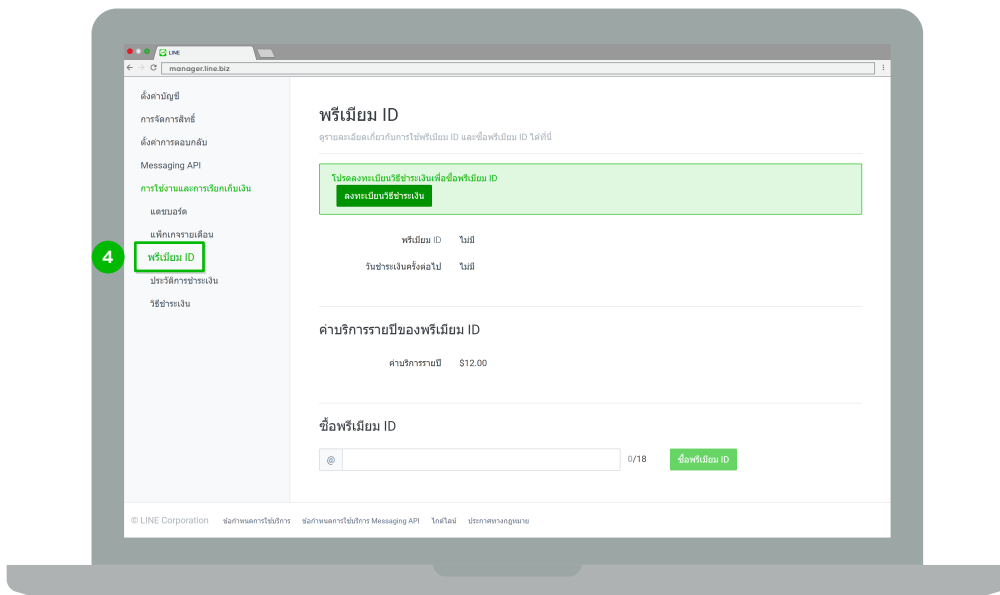 LINE
manager.line.biz
ตั้งค่าบัญชี
การจัดการสิทธิ์
ตั้งค่าการตอบกลับ
Messaging API
การใช้งานและการเรียกเก็บเงิน
แดชบอร์ด
แพ็กเกจรายเดือน
4
พรีเมียม ID
ประวัติการชำระเงิน
วิธีชำระเงิน
พรีเมียม ID
ดูรายละเอียดเกี่ยวกับการใช้พรีเมียม ID และซื้อพรีเมียม ID ได้ที่นี่
โปรดลงทะเบียนวิธีชำระเงินเพื่อซื้อพรีเมียม ID
ลงทะเบียนวิธีชำระเงิน
พรีเมียม ID ไม่มี
วันชำระเงินครั้งต่อไป ไม่มี
ค่าบริการรายปีของพรีเมียม ID
ค่าบริการรายปี $12.00
ซื้อพรีเมียม ID
@ 0/18 ซื้อพรีเมียม ID
© LINE Corporation ข้อกำหนดการใช้บริการ ข้อกำหนดการใช้บริการ Messaging API ไกด์ไลน์ ประกาศทางกฎหมาย